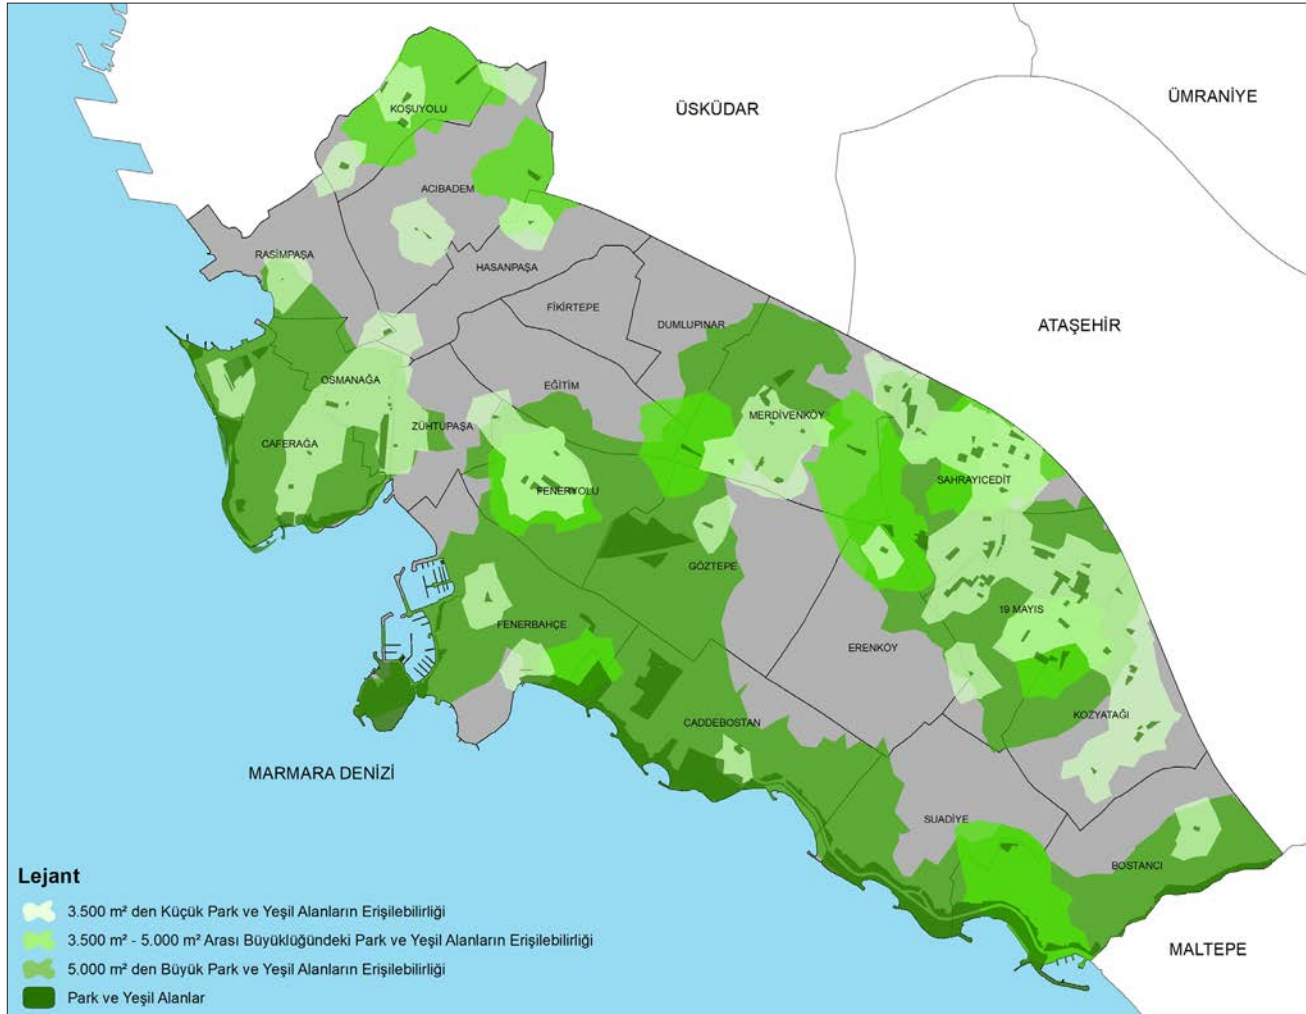 ÜMRANİYE
ÜSKÜDAR
KOŞUYOLU
ACIBADEM
RASİMPAŞA
HASANPAŞA
FİKİRTEPE
DUMLUPINAR
ATAŞEHİR
OSMANAĞA
EĞİTİM
MERDİVENKÖY
ZÜHTÜPAŞA
CAFERAĞA
SAHRAYICEDİT
FENERYOLU
GÖZTEPE
19 MAYIS
FENERBAHÇE
ERENKÖY
KOZYATAĞI
CADDEBOSTAN
MARMARA DENİZİ
SUADİYE
BOSTANCI
MALTEPE
Lejant
3.500 m² den Küçük Park ve Yeşil Alanların Erişilebilirliği
3.500 m² - 5.000 m² Arası Büyüklüğündeki Park ve Yeşil Alanların Erişilebilirliği
5.000 m² den Büyük Park ve Yeşil Alanların Erişilebilirliği
Park ve Yeşil Alanlar